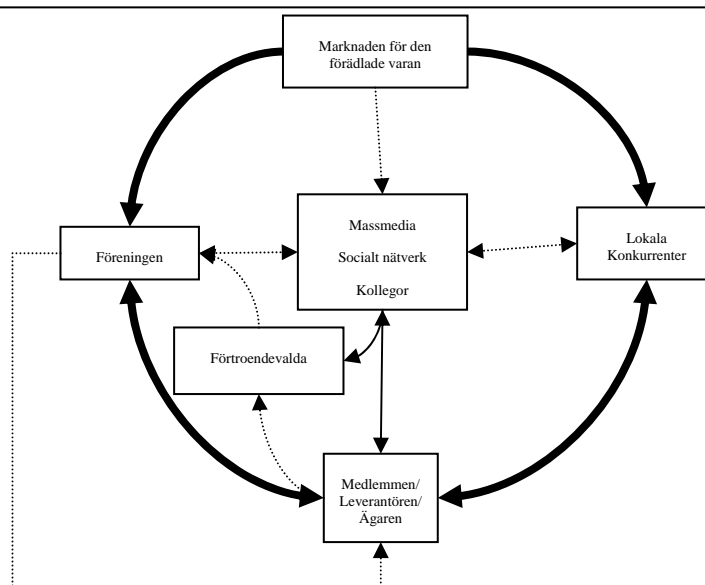 Marknaden för den
förädlade varan
Massmedia
Socialt nätverk
Kollegor
Föreningen
Lokala
Konkurrenter
Förtroendevalda
Medlemmen/
Leverantören/
Ägaren